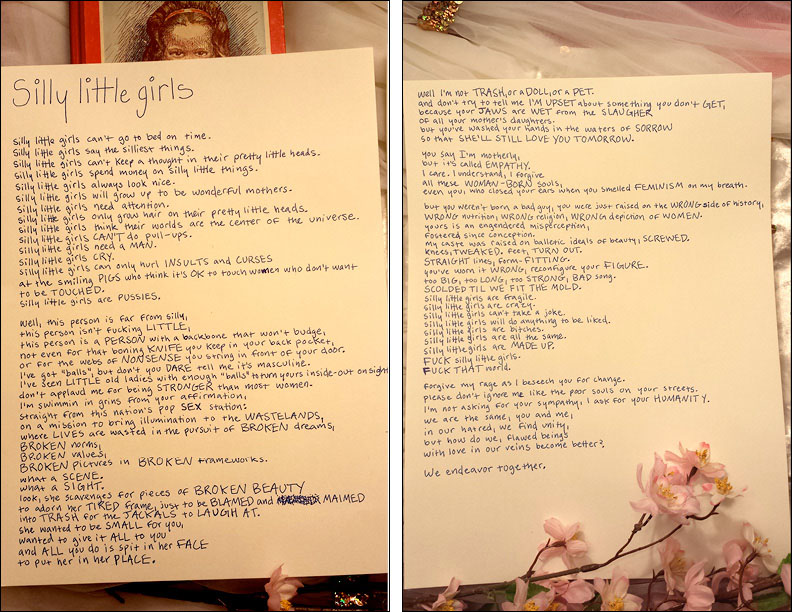 Silly little girls
silly little girls can't go to bed on time.
Silly little girls say the silliest things.
silly little girls can't keep a thought in their pretty little heads.
silly little girls spend money on silly little things.
silly little girls always look nice.
silly little girls will grow up to be wonderful mothers.
silly little girls need attention.
silly little girls only grow hair on their pretty little heads.
silly little girls think their worlds are the center of the universe.
silly little girls CAN'T do pull-ups.
silly little girls need a MAN.
silly little girls CRY.
silly little girls can only hurl INSULTS and CURSES
at the smiling PIGS who think it's OK to touch women who don't want
to be TOUCHED.
silly little girls are PUSSIES.
well, this person is far from silly,
this person isn't fucking LITTLE,
this person is a PERSON with a backbone that won't budge,
not even for that boning KNIFE you keep in your back pocket,
or for the webs of NONSENSE you string in front of your door.
I've got "balls", but don't you DARE tell me it's masculine.
I've seen LITTLE old ladies with enough "balls" to turn yours inside-out on sight
don't applaud me for being STRONGER than most women.
I'm swimmin in grins from your affirmation,
straight from this nation's pop SEX station:
on a mission to bring illumination to the WASTELANDS,
where LIVES are wasted in the pursuit of BROKEN dreams,
BROKEN norms,
BROKEN values,
BROKEN pictures in BROKEN frameworks.
what a SCENE.
what a SIGHT.
look, she scavenges for pieces of BROKEN BEAUTY
to adorn her TIRED frame, just to be BLAMED and MAIMED
into TRASH for the JACKALS to LAUGH AT.
she wanted to be SMALL for you,
wanted to give it ALL to you
and ALL you do is spit in her FACE
to put her in her PLACE.
well I'm not TRASH, or a DOLL, or a PET.
and don't try to tell me I'M UPSET about something you don't GET,
because your JAWS are WET from the SLAUGHER
of all your mother's daughters.
but you've washed your hands in the waters of SORROW
so that SHE'LL STILL LOVE YOU TOMORROW.
you say I'm motherly,
but it's called EMPATHY.
I care. I understand, I forgive
all these WOMAN-BORN souls,
even you, who closed your ears when you smelled FEMINISM on my breath.
but you weren't born a bad guy, you were just raised on the WRONG side of history,
WRONG nutrition, WRONG religion, WRONG depiction of WOMEN.
yours is an engendered misperception,
fostered since conception.
my caste was raised on balletic ideals of beauty, SCREWED.
knees, TWEAKED. feet, TURN OUT.
STRAIGHT lines, form-FITTING.
you've worn it WRONG, reconfigure your FIGURE.
too BIG, too LONG, too STRONG, BAD song.
SCOLDED TIL WE FIT THE MOLD.
silly little girls are fragile.
silly little girls are crazy.
silly little girls can't take a joke.
silly little girls will do anything to be liked.
silly little girls are bitches.
silly little girls are all the same.
silly little girls are MADE UP.
FUCK silly little girls.
FUCK THAT world.
forgive my rage as I beseech you for change.
please don't ignore me like the poor souls on your streets.
I'm not asking for your sympathy, I ask for your HUMANITY.
we are the same, you and me,
in our hatred, we find unity,
but how do we, flawed beings
with love in our veins become better?
We endeavor together.